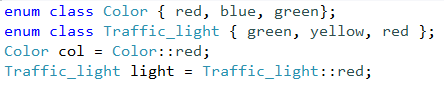 enum class Color { red, blue, green};
enum class Traffic_light { green, yellow, red };
Color col = Color::red;
Traffic_light light = Traffic_light::red;